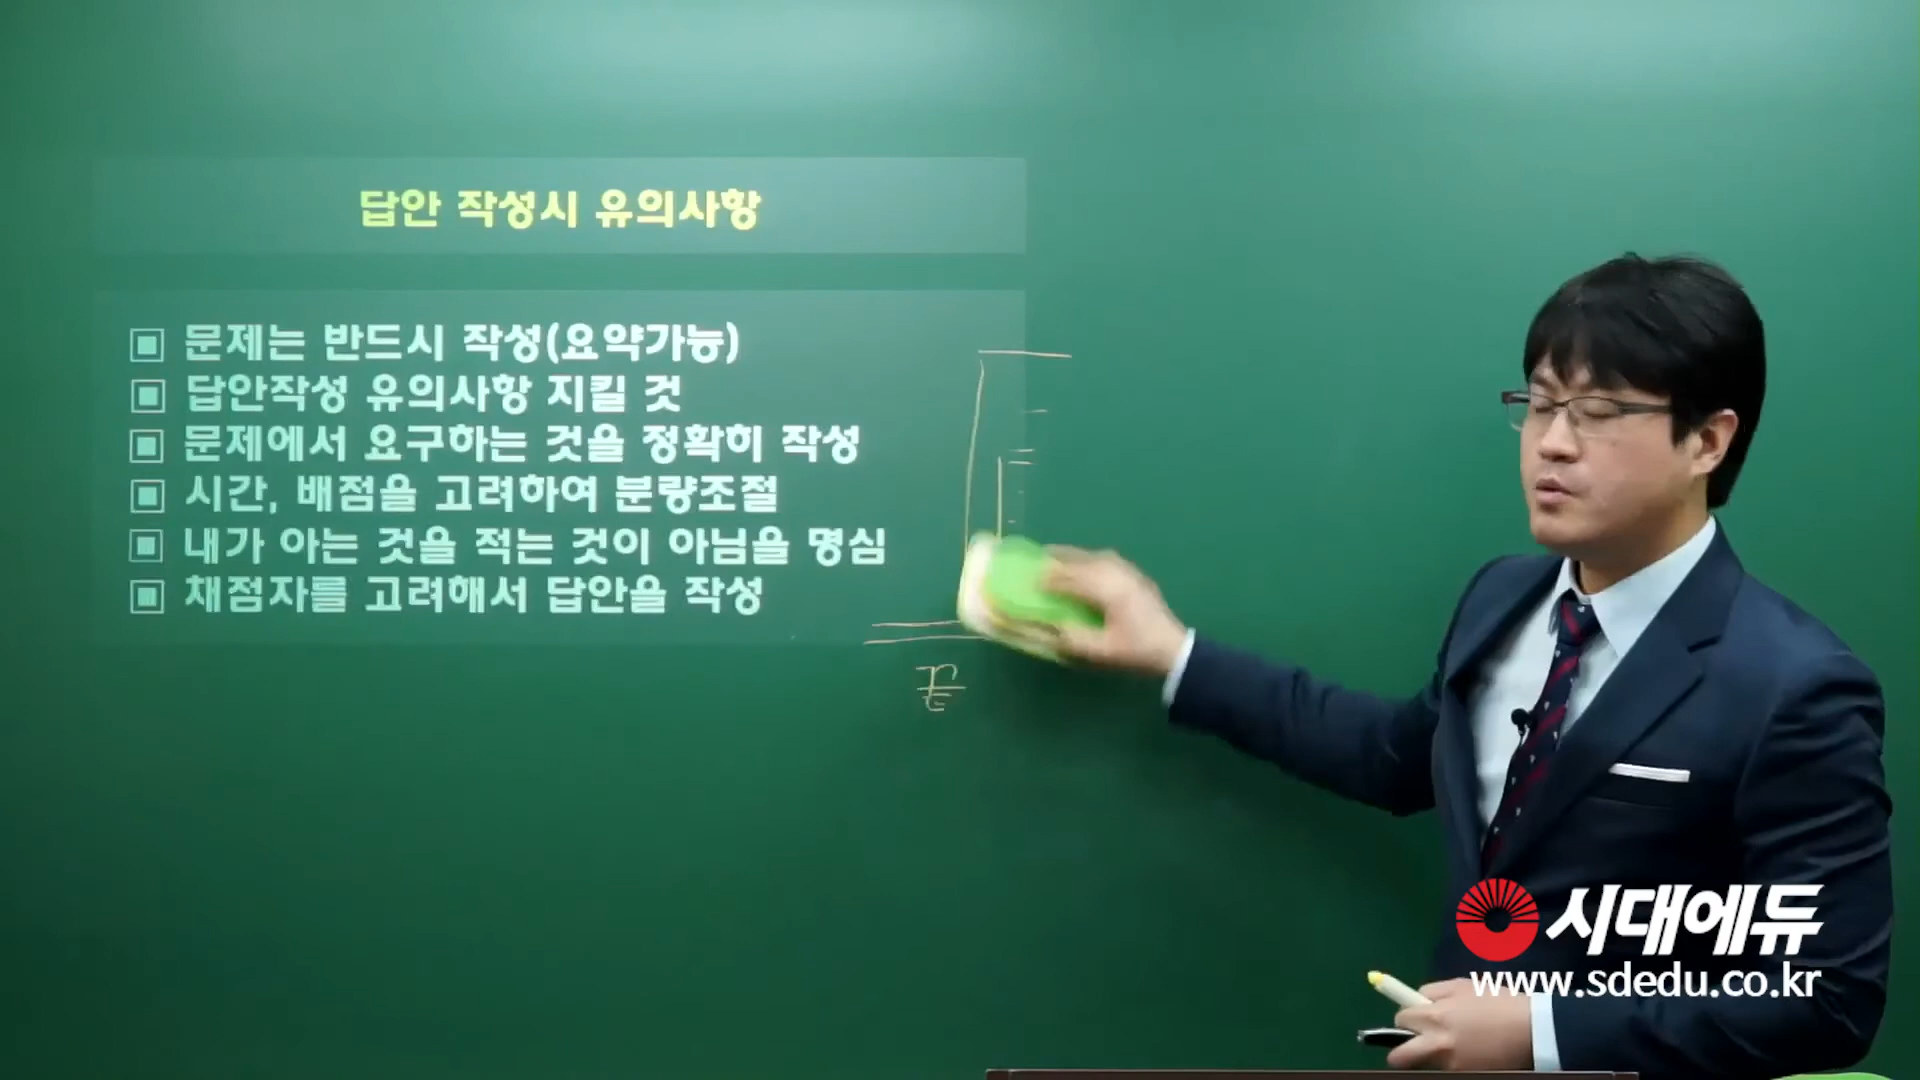 답안 작성시 유의사항
▣ 문제는 반드시 작성(요약가능)
▣ 답안작성 유의사항 지킬 것
▣ 문제에서 요구하는 것을 정확히 작성
▣ 시간, 배점을 고려하여 분량조절
▣ 내가 아는 것을 적는 것이 아님을 명심
▣ 채점자를 고려해서 답안을 작성
시대에듀
www.sdedu.co.kr